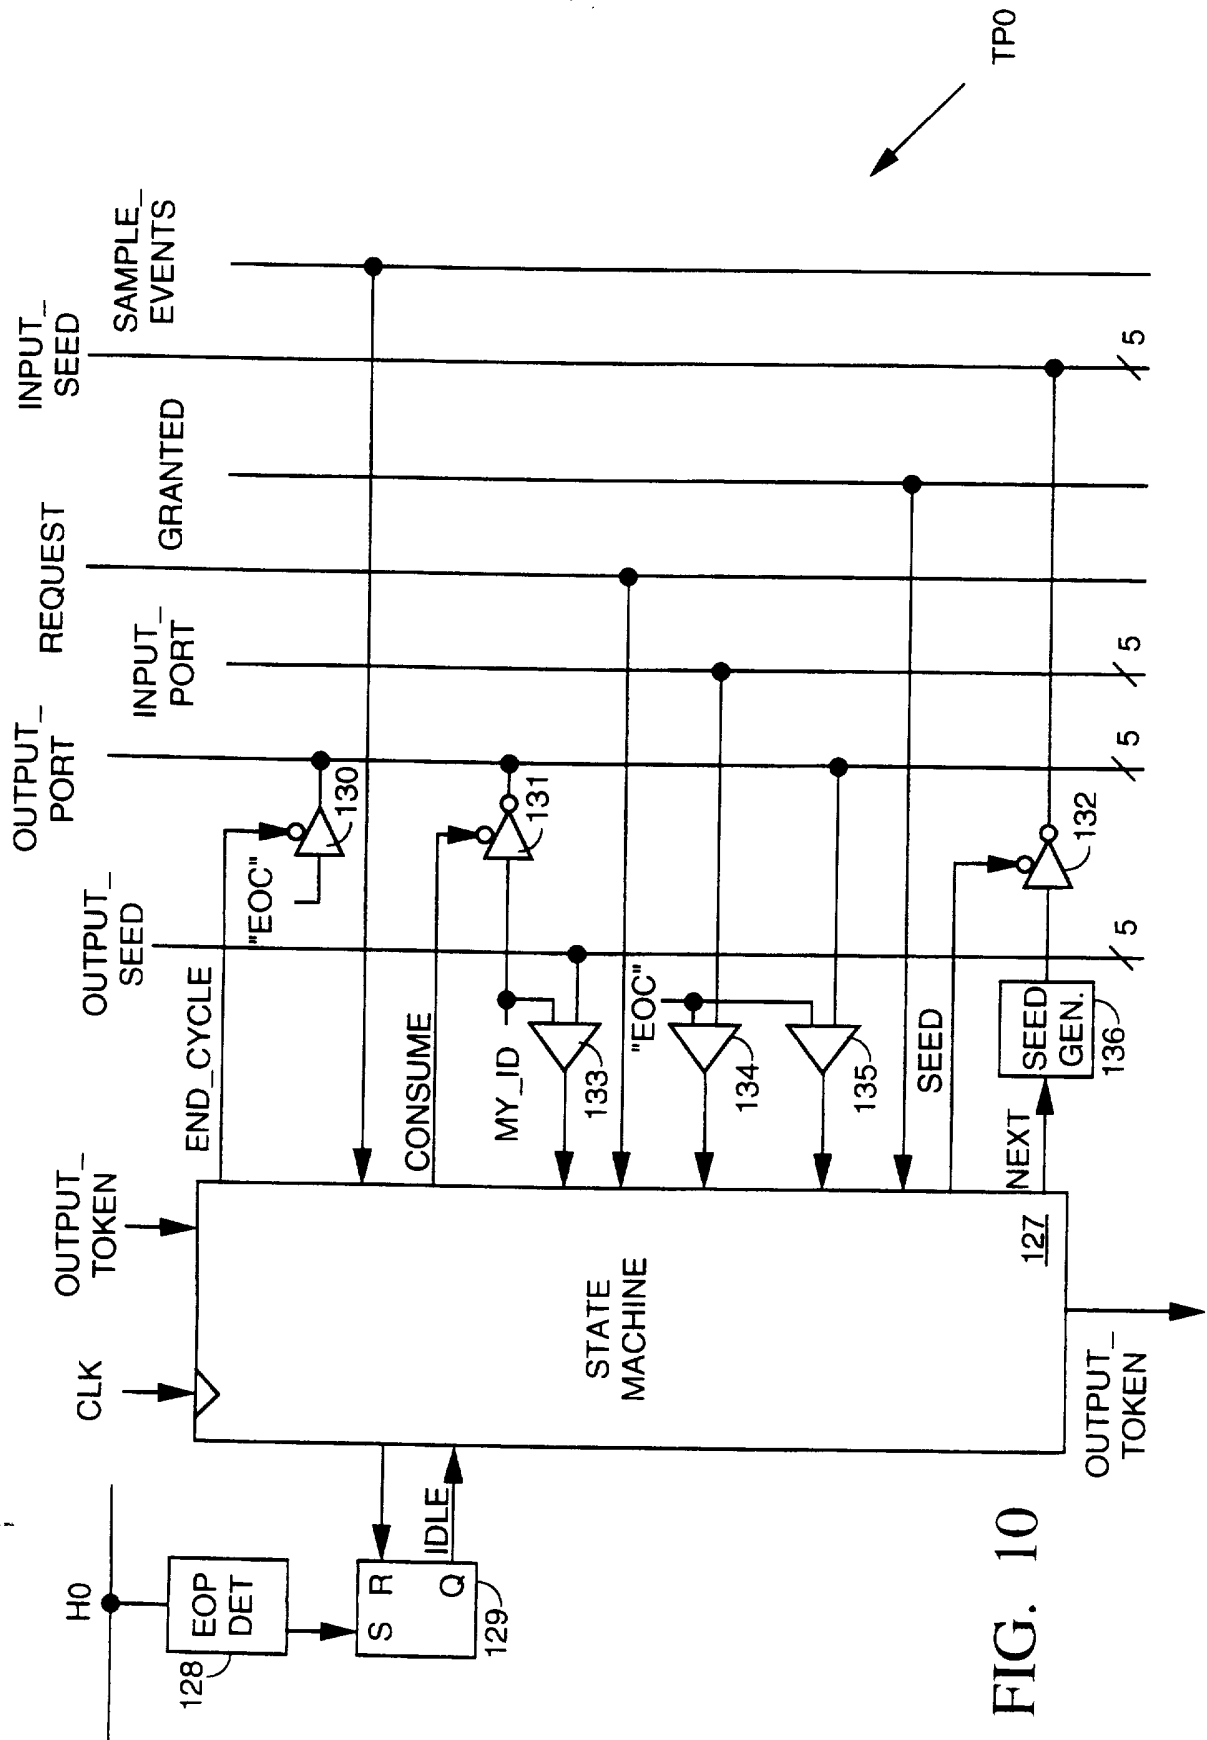 H0
EOP
DET
128
S
R
Q
129
IDLE
CLK
OUTPUT_
TOKEN
STATE
MACHINE
127
OUTPUT_
TOKEN
END_CYCLE
CONSUME
MY_ID
SEED
NEXT
SEED
GEN.
136
"EOC"
130
131
132
133
"EOC"
134
135
OUTPUT_
SEED
OUTPUT_
PORT
INPUT_
PORT
REQUEST
GRANTED
INPUT_
SEED
SAMPLE_
EVENTS
5
5
5
5
TP0
FIG. 10